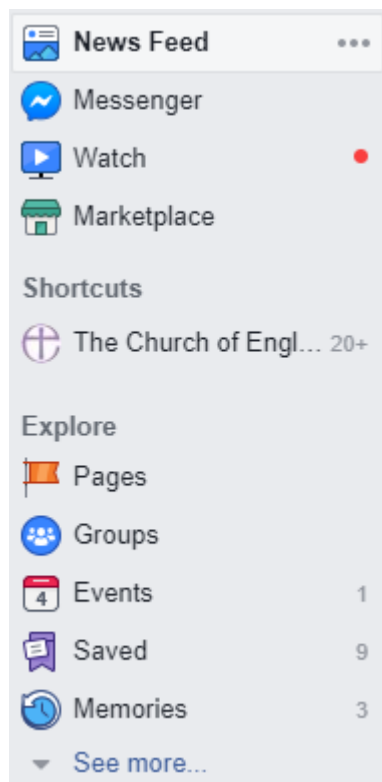 News Feed
Messenger
Watch
Marketplace
Shortcuts
The Church of Engl... 20+
Explore
Pages
Groups
4 Events 1
Saved 9
Memories 3
See more...